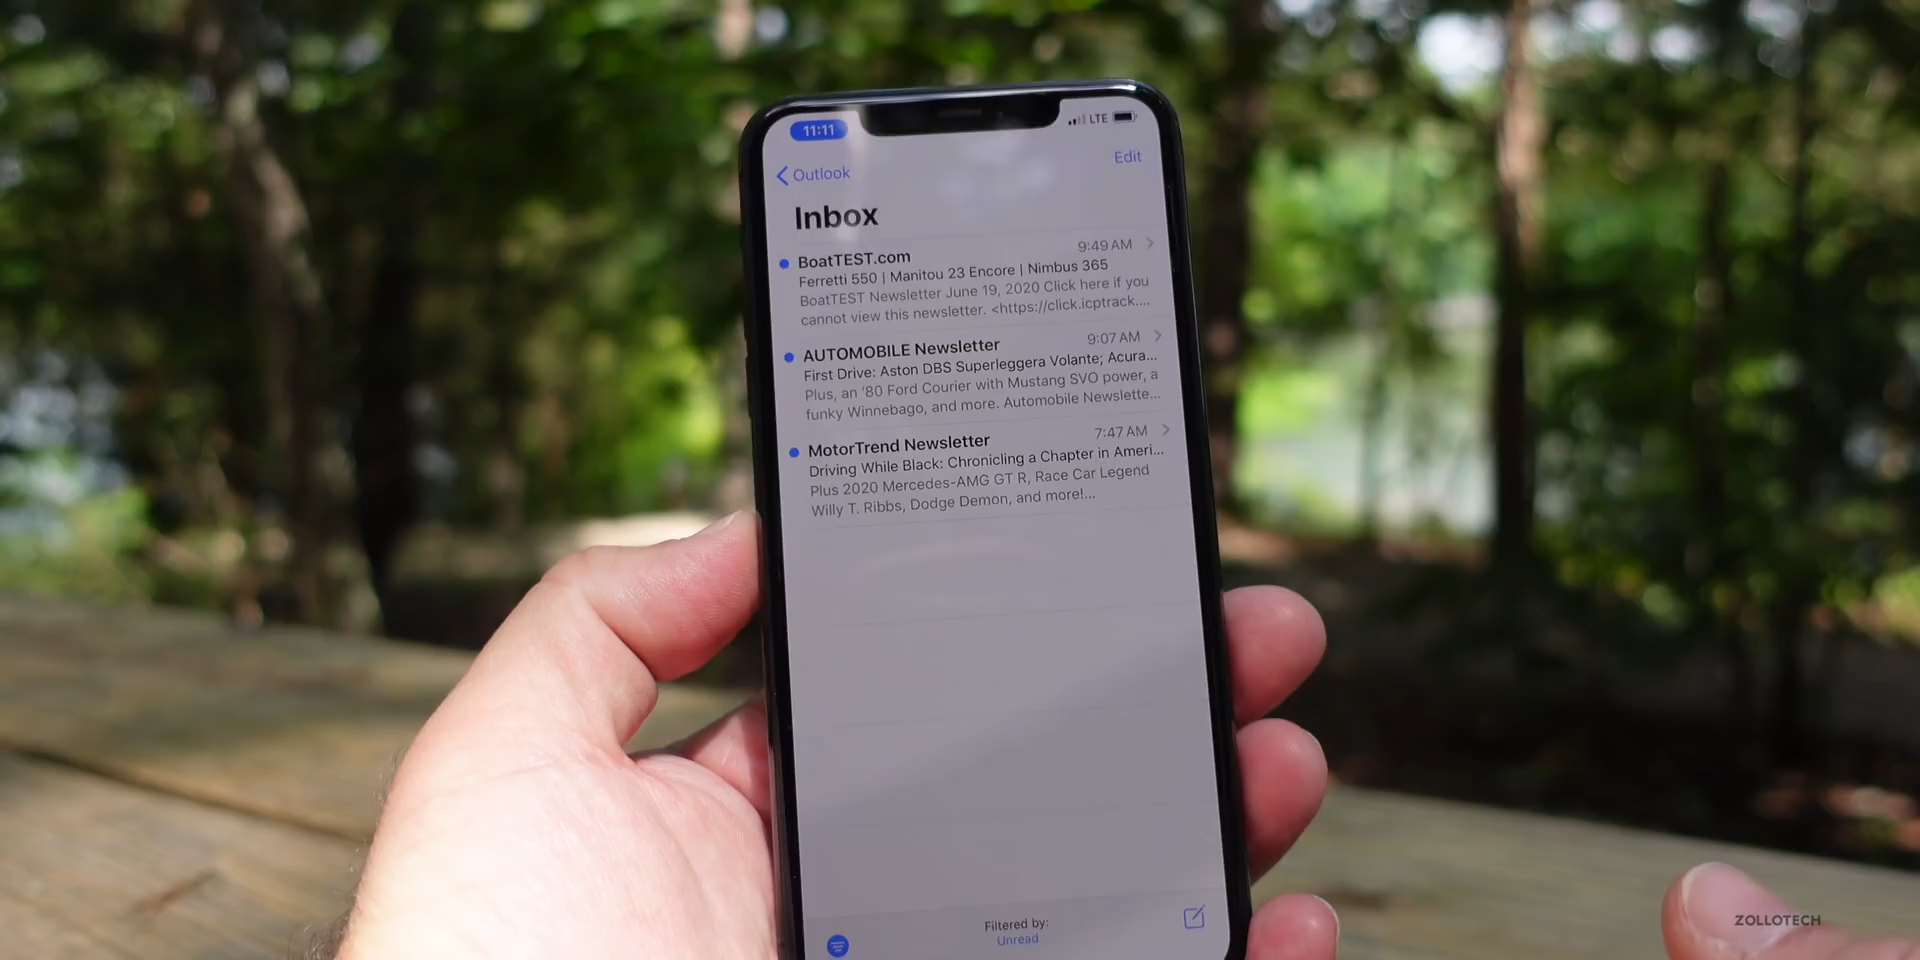 11:11
LTE
Outlook
Edit
Inbox
BoatTEST.com 9:49 AM
Ferretti 550 | Manitou 23 Encore | Nimbus 365
BoatTEST Newsletter June 19, 2020 Click here if you
cannot view this newsletter. <https://click.icptrack....
AUTOMOBILE Newsletter 9:07 AM
First Drive: Aston DBS Superleggera Volante; Acura...
Plus, an '80 Ford Courier with Mustang SVO power, a
funky Winnebago, and more. Automobile Newslette...
MotorTrend Newsletter 7:47 AM
Driving While Black: Chronicling a Chapter in Ameri...
Plus 2020 Mercedes-AMG GT R, Race Car Legend
Willy T. Ribbs, Dodge Demon, and more!...
Filtered by:
Unread
ZOLLOTECH